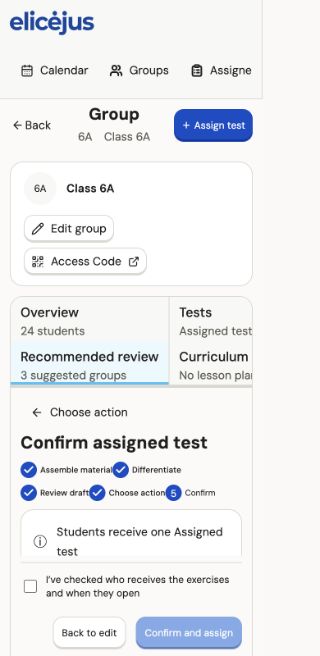 elicėjus
Calendar Groups Assigne
← Back
Group
6A Class 6A
+ Assign test
6A Class 6A
Edit group
Access Code
Overview
24 students
Tests
Assigned test
Recommended review
3 suggested groups
Curriculum
No lesson plan
← Choose action
Confirm assigned test
Assemble material Differentiate
Review draft Choose action 5 Confirm
Students receive one Assigned
test
I've checked who receives the exercises
and when they open
Back to edit Confirm and assign